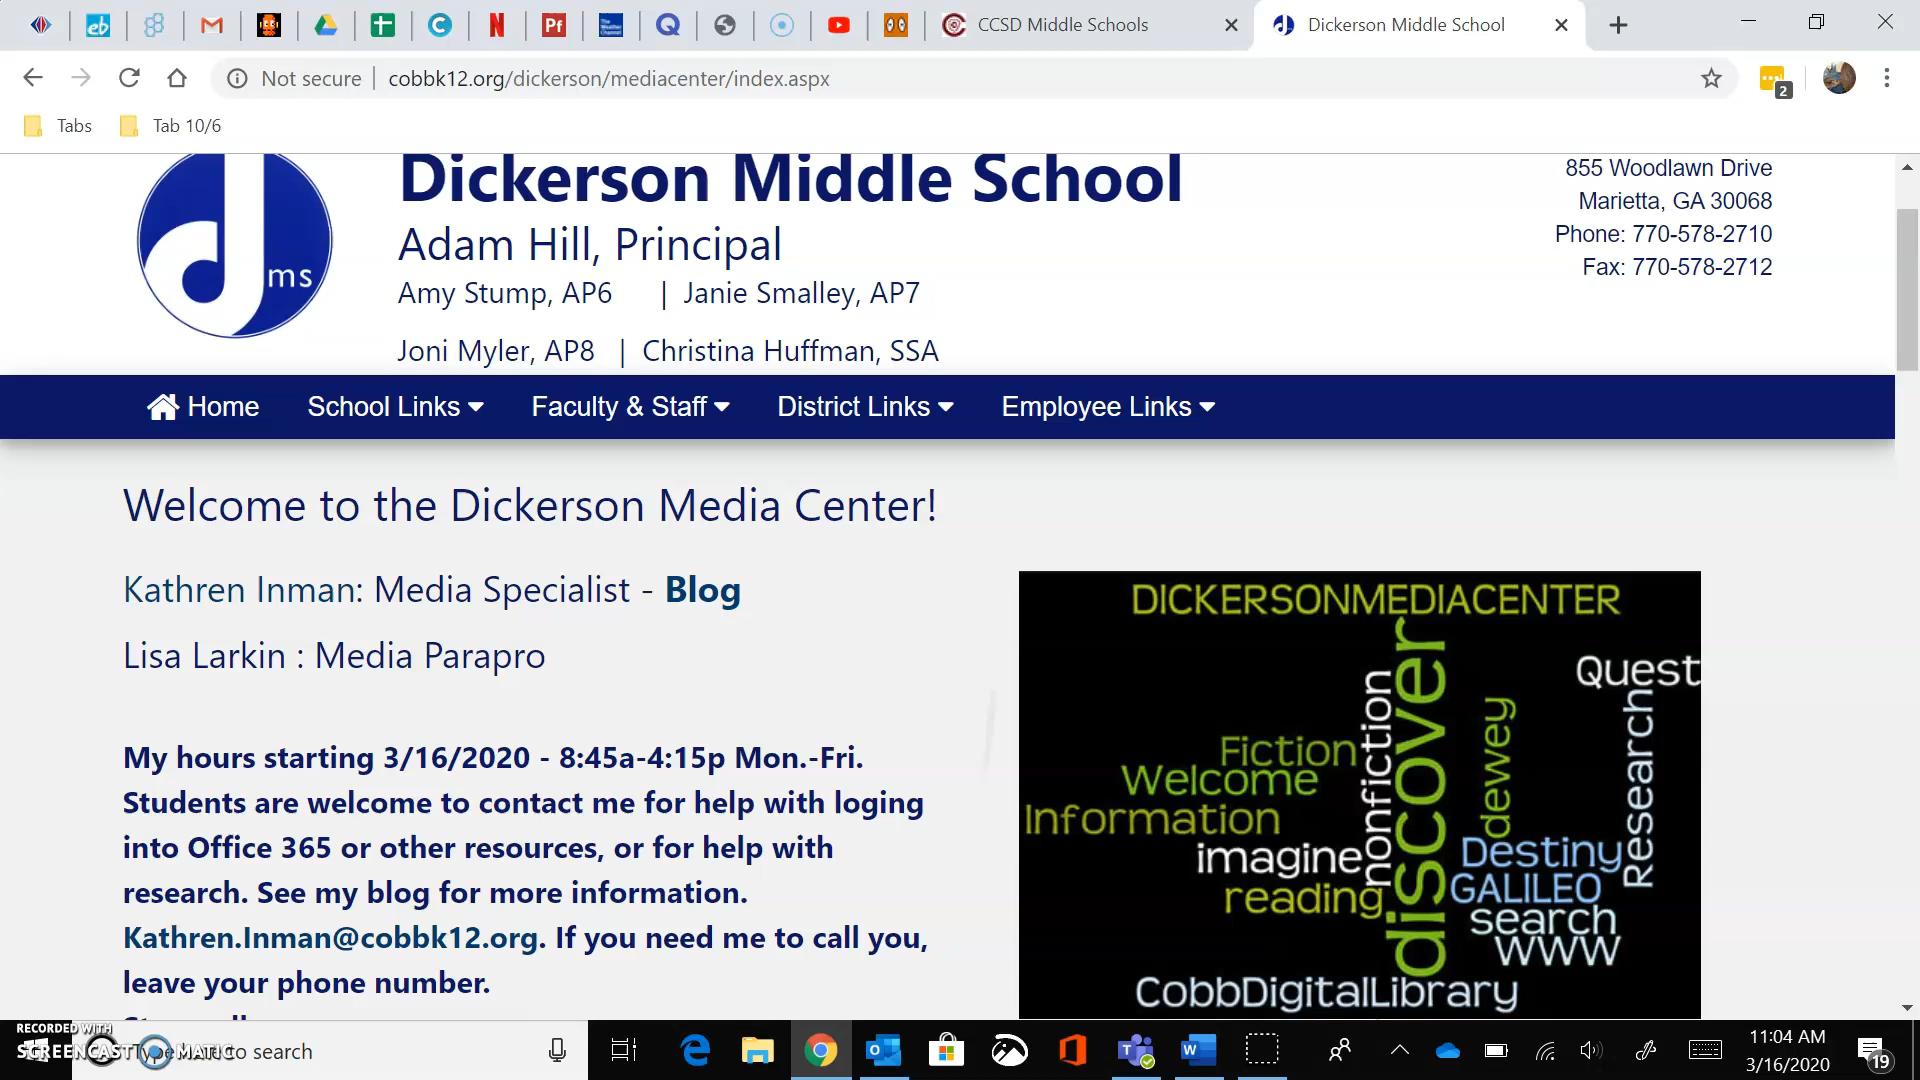 CCSD Middle Schools
Dickerson Middle School
Not secure
cobbk12.org/dickerson/mediacenter/index.aspx
2
Tabs
Tab 10/6
d ms
Dickerson Middle School
Adam Hill, Principal
Amy Stump, AP6 | Janie Smalley, AP7
Joni Myler, AP8 | Christina Huffman, SSA
855 Woodlawn Drive
Marietta, GA 30068
Phone: 770-578-2710
Fax: 770-578-2712
Home School Links Faculty & Staff District Links Employee Links
Welcome to the Dickerson Media Center!
Kathren Inman: Media Specialist - Blog
Lisa Larkin : Media Parapro
My hours starting 3/16/2020 - 8:45a-4:15p Mon.-Fri.
Students are welcome to contact me for help with loging
into Office 365 or other resources, or for help with
research. See my blog for more information.
Kathren.Inman@cobbk12.org. If you need me to call you,
leave your phone number.
DICKERSONMEDIACENTER
discover
nonfiction
Quest
Research
dewey
Fiction
Welcome
Information
imagine
reading
Destiny
GALILEO
search
WWW
CobbDigitalLibrary
RECORDED WITH
SCREENCAST MATIC
to search
11:04 AM
3/16/2020
19